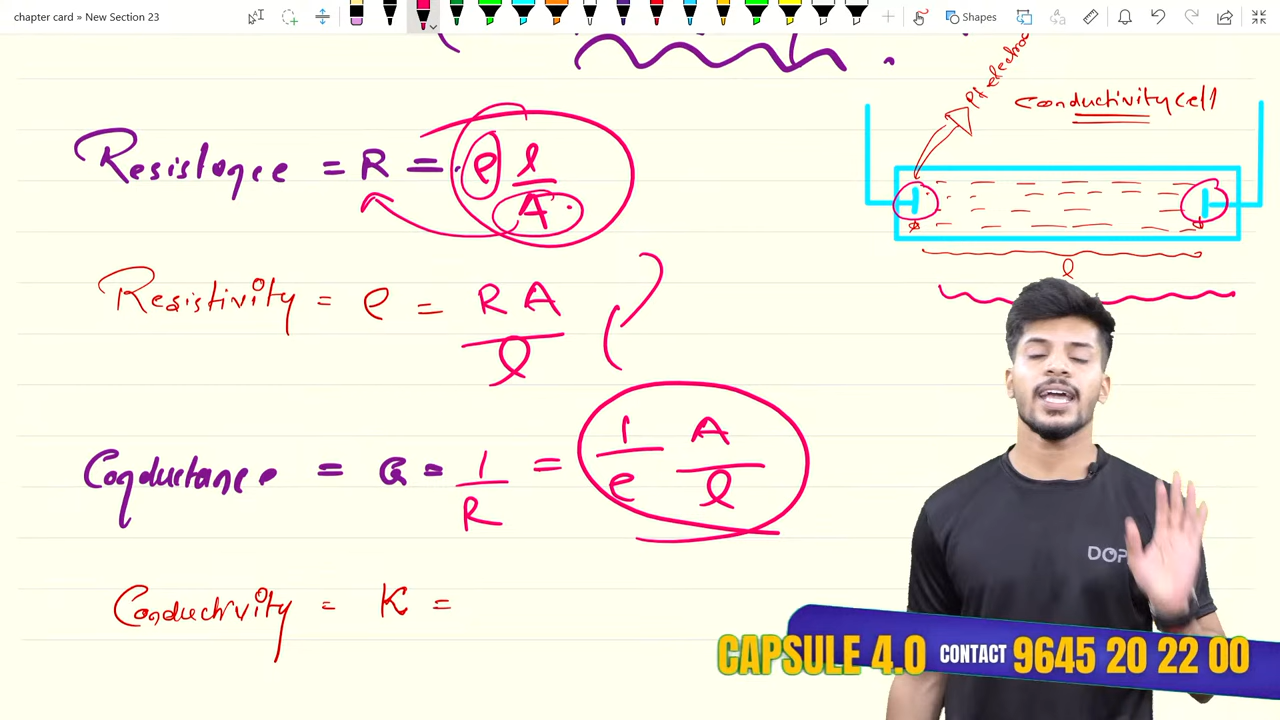 chapter card » New Section 23
Shapes
Pt electro
Conductivity cell
Resistance = R = ρ l/A
l
Resistivity = ρ = RA/l
Conductance = G = 1/R = 1/ρ A/l
DOP
Conductivity = K =
CAPSULE 4.0 CONTACT 9645 20 22 00